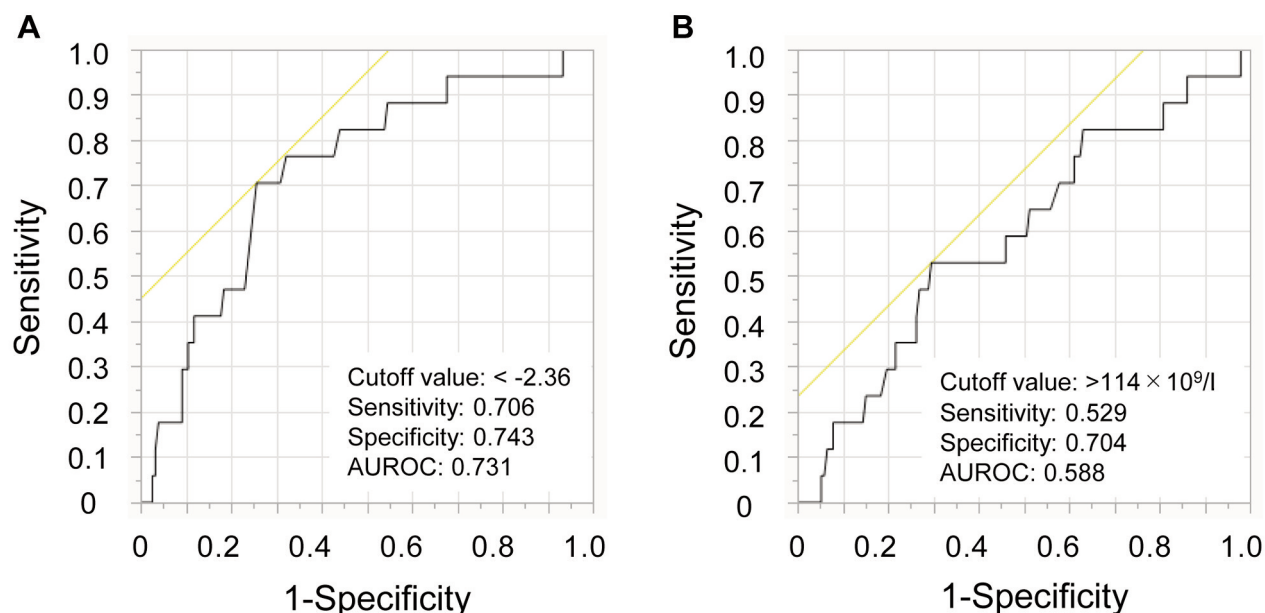 A
1.0
0.9
0.8
0.7
0.6
0.5
0.4
0.3
0.2
0.1
0
Sensitivity
Cutoff value: < -2.36
Sensitivity: 0.706
Specificity: 0.743
AUROC: 0.731
0 0.2 0.4 0.6 0.8 1.0
1-Specificity
B
1.0
0.9
0.8
0.7
0.6
0.5
0.4
0.3
0.2
0.1
0
Sensitivity
Cutoff value: >114 × 10⁹/l
Sensitivity: 0.529
Specificity: 0.704
AUROC: 0.588
0 0.2 0.4 0.6 0.8 1.0
1-Specificity